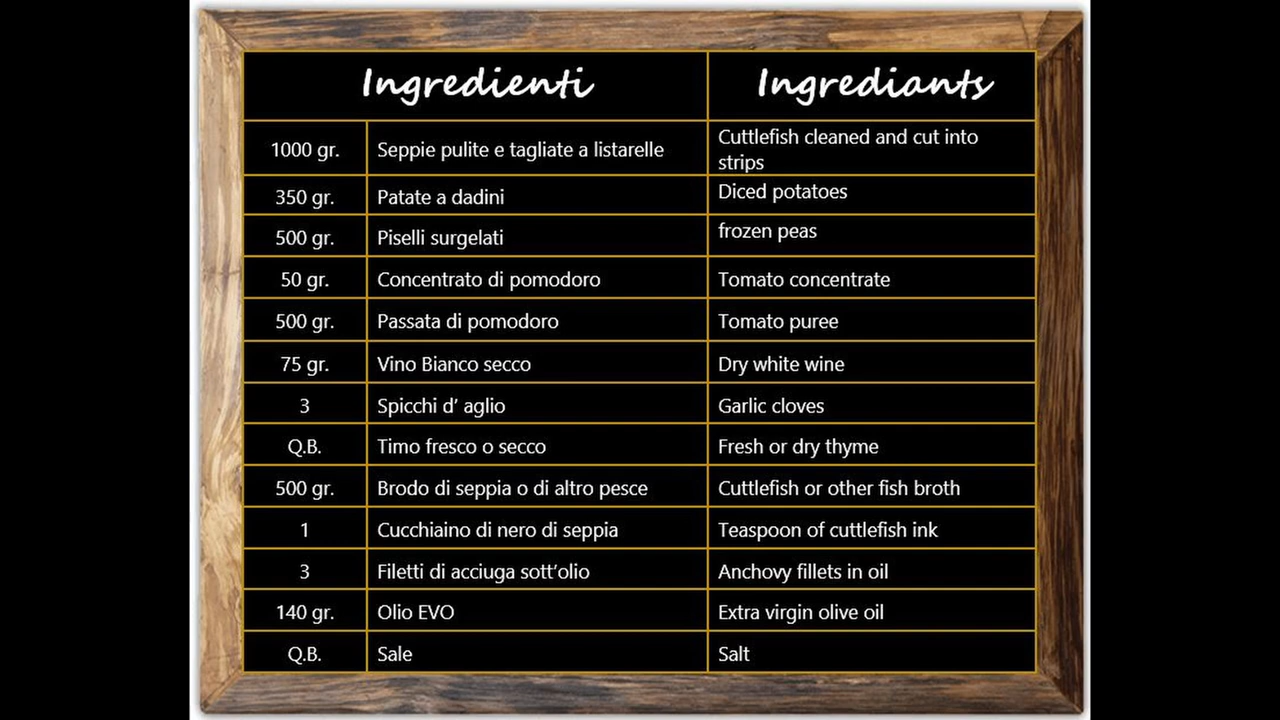 Ingredienti Ingrediants
1000 gr. Seppie pulite e tagliate a listarelle Cuttlefish cleaned and cut into
strips
350 gr. Patate a dadini Diced potatoes
500 gr. Piselli surgelati frozen peas
50 gr. Concentrato di pomodoro Tomato concentrate
500 gr. Passata di pomodoro Tomato puree
75 gr. Vino Bianco secco Dry white wine
3 Spicchi d’ aglio Garlic cloves
Q.B. Timo fresco o secco Fresh or dry thyme
500 gr. Brodo di seppia o di altro pesce Cuttlefish or other fish broth
1 Cucchiaino di nero di seppia Teaspoon of cuttlefish ink
3 Filetti di acciuga sott’olio Anchovy fillets in oil
140 gr. Olio EVO Extra virgin olive oil
Q.B. Sale Salt